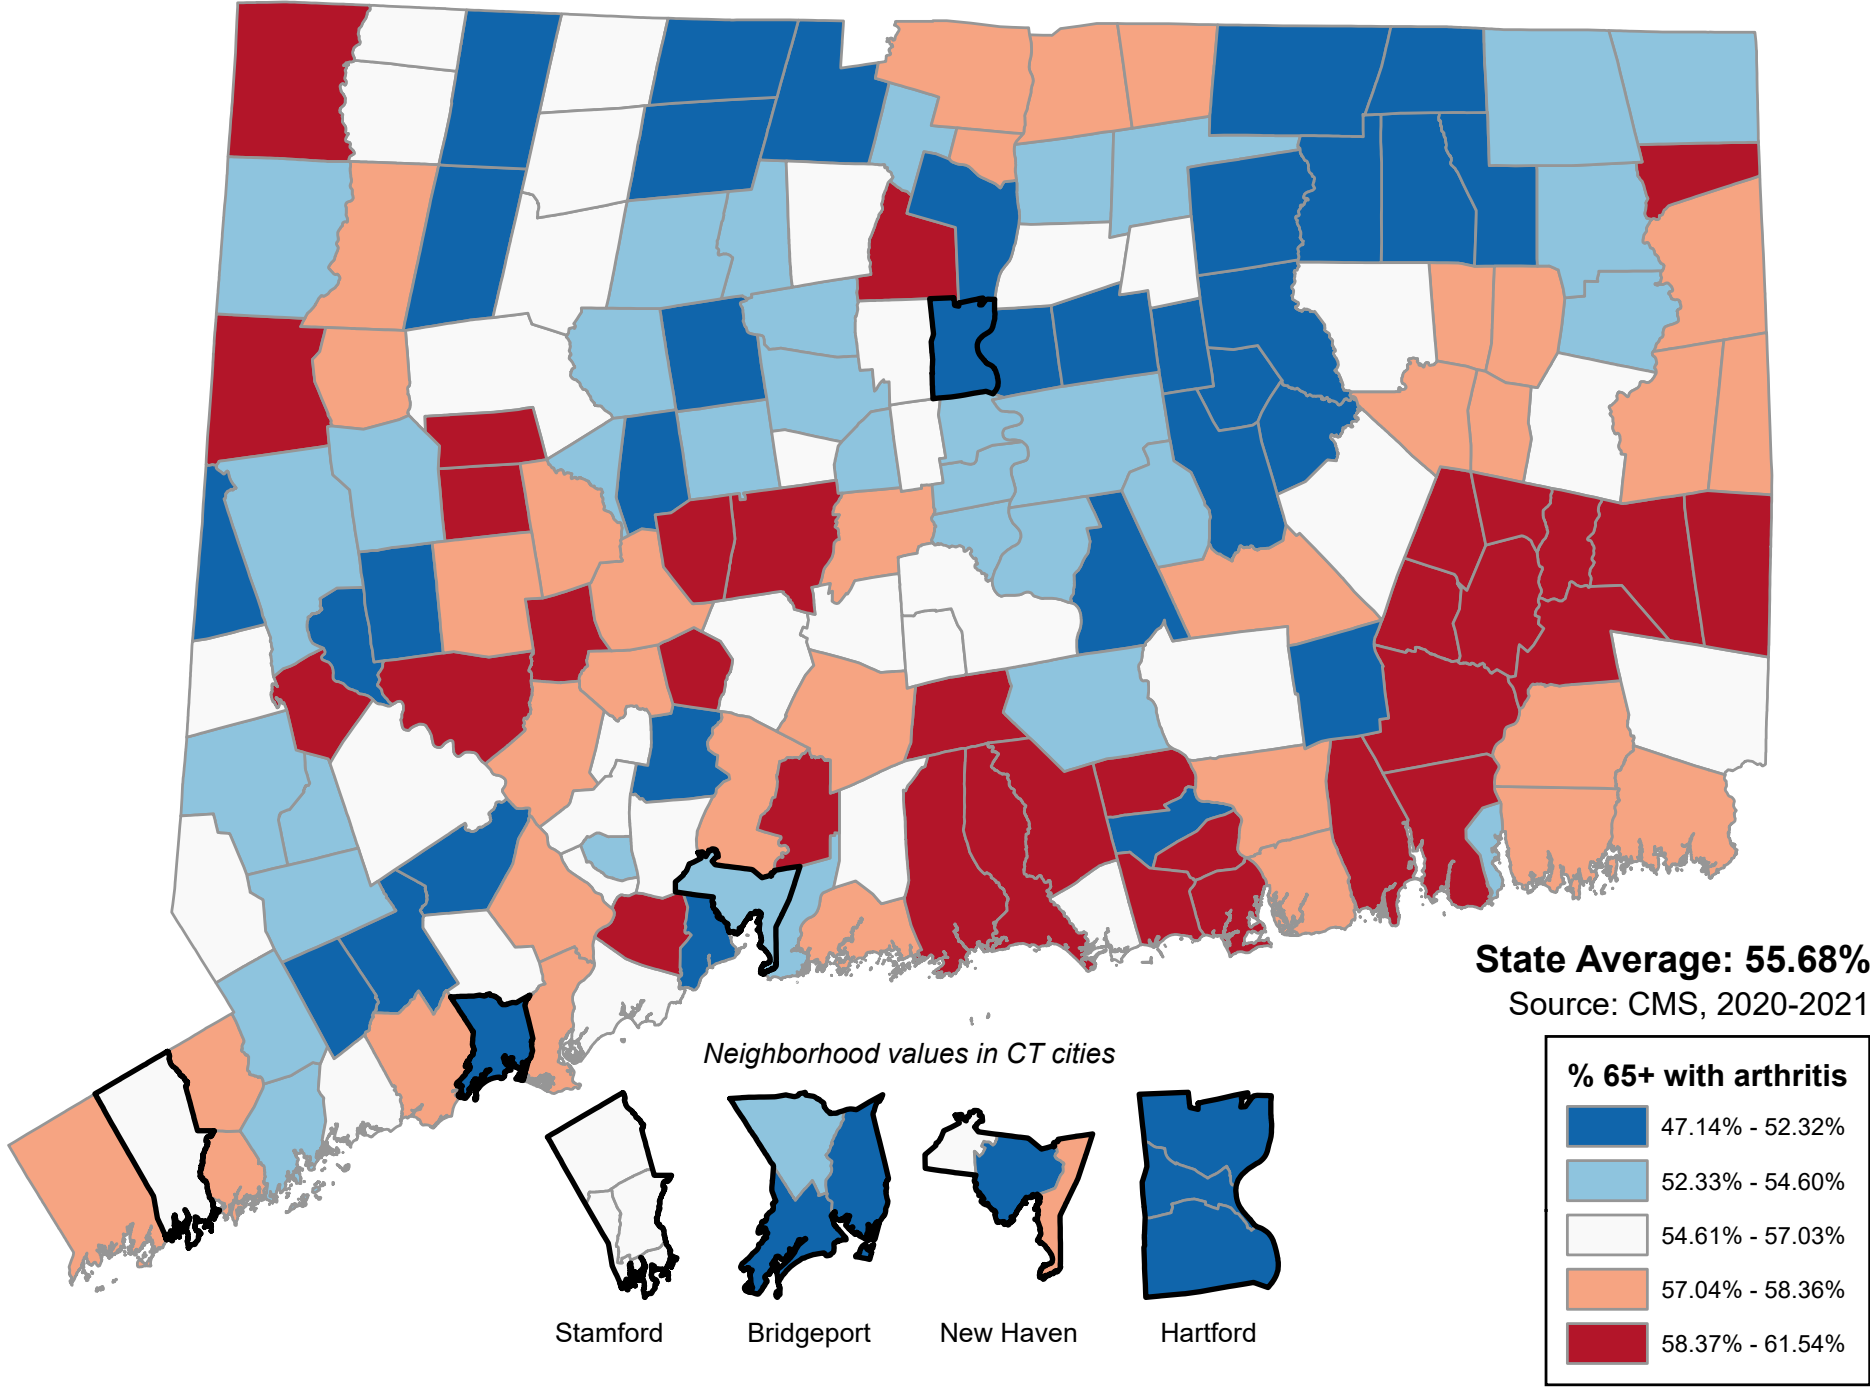 State Average: 55.68%
Source: CMS, 2020-2021
Neighborhood values in CT cities
Stamford
Bridgeport
New Haven
Hartford
% 65+ with arthritis
47.14% - 52.32%
52.33% - 54.60%
54.61% - 57.03%
57.04% - 58.36%
58.37% - 61.54%